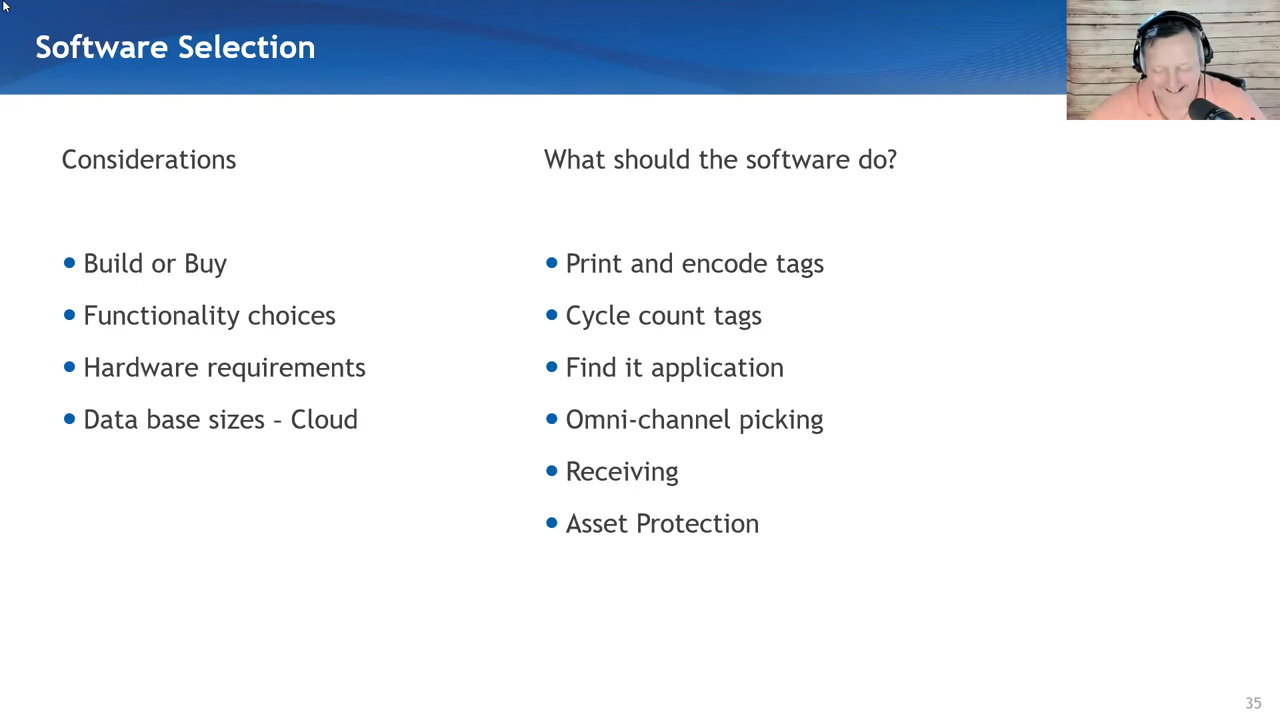 Software Selection
Considerations
Build or Buy
Functionality choices
Hardware requirements
Data base sizes – Cloud
What should the software do?
Print and encode tags
Cycle count tags
Find it application
Omni-channel picking
Receiving
Asset Protection
35